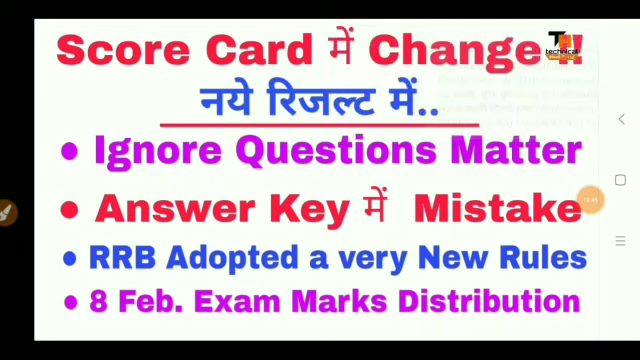 Score Card में Change !!
technical
नये रिजल्ट में..
• Ignore Questions Matter
• Answer Key में Mistake
• RRB Adopted a very New Rules
• 8 Feb. Exam Marks Distribution